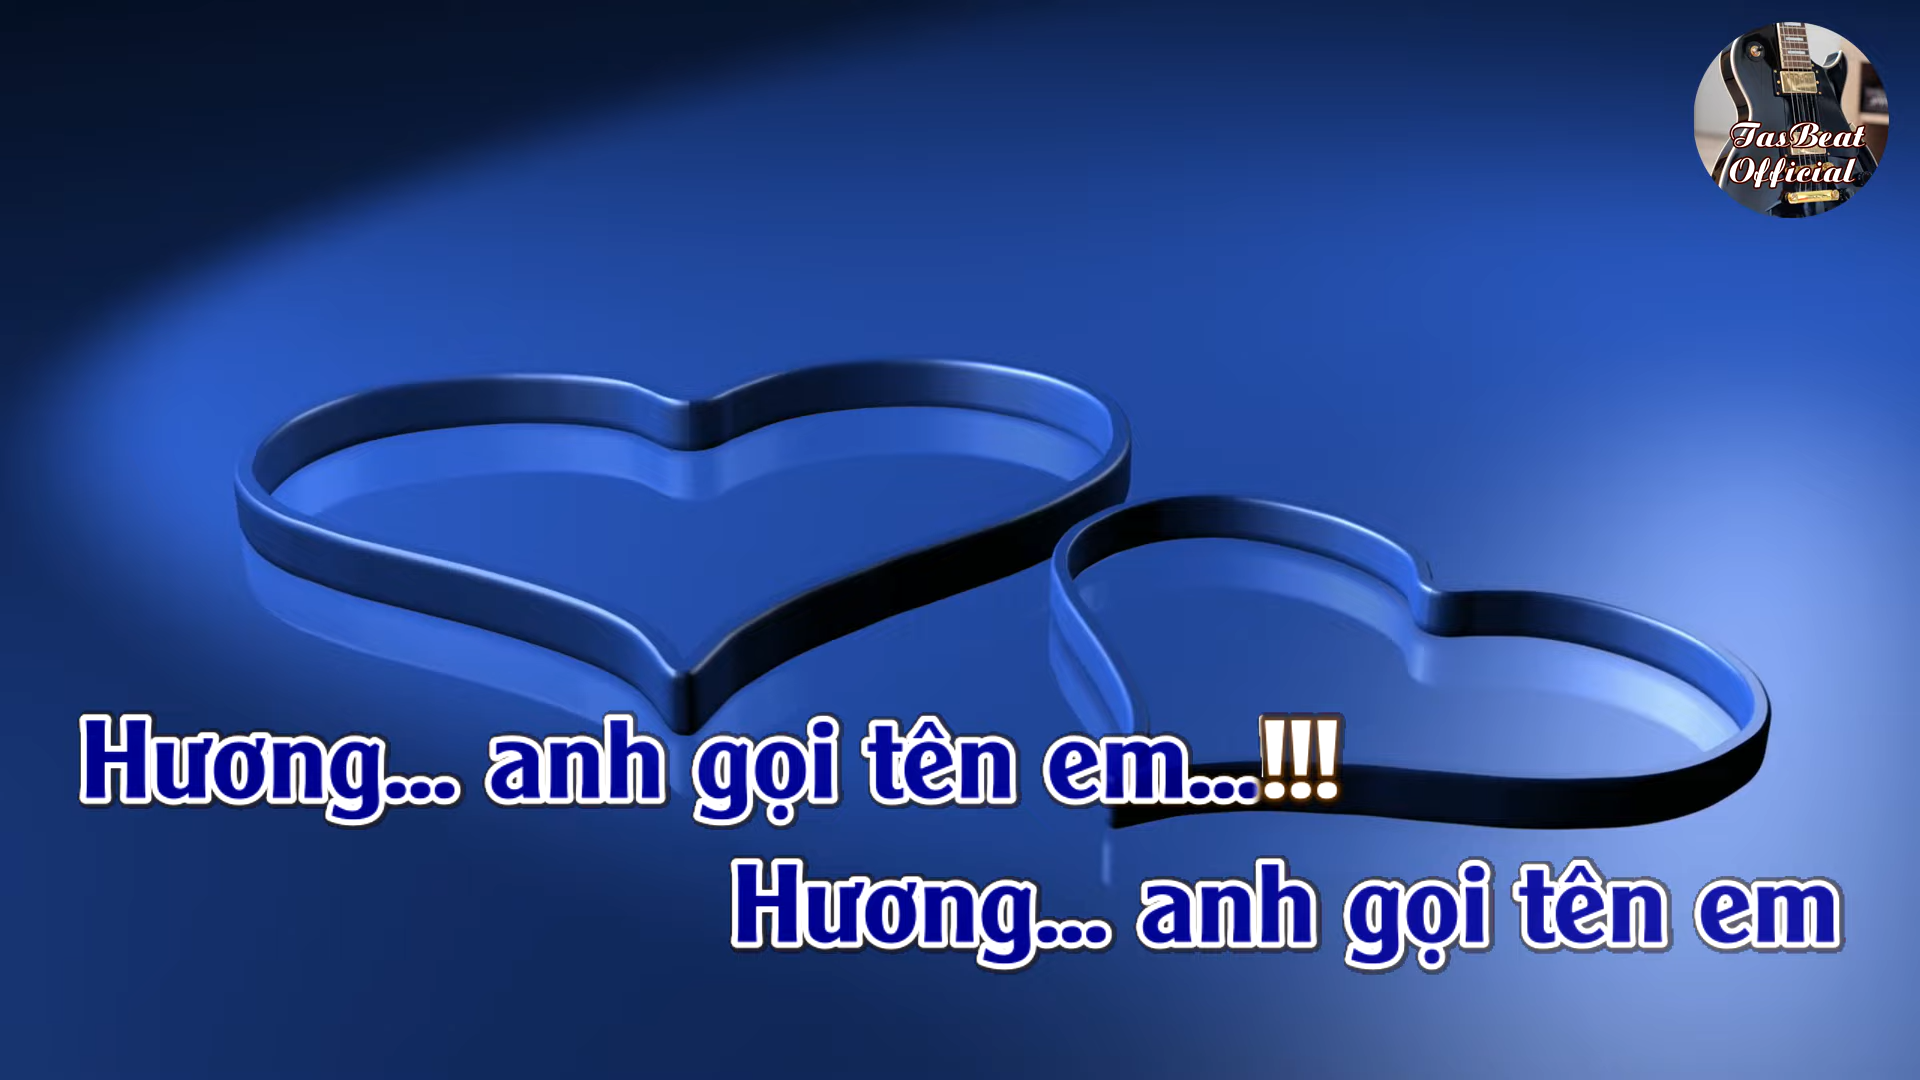 TasBeat
Official
Hương... anh gọi tên em...!!!
Hương... anh gọi tên em